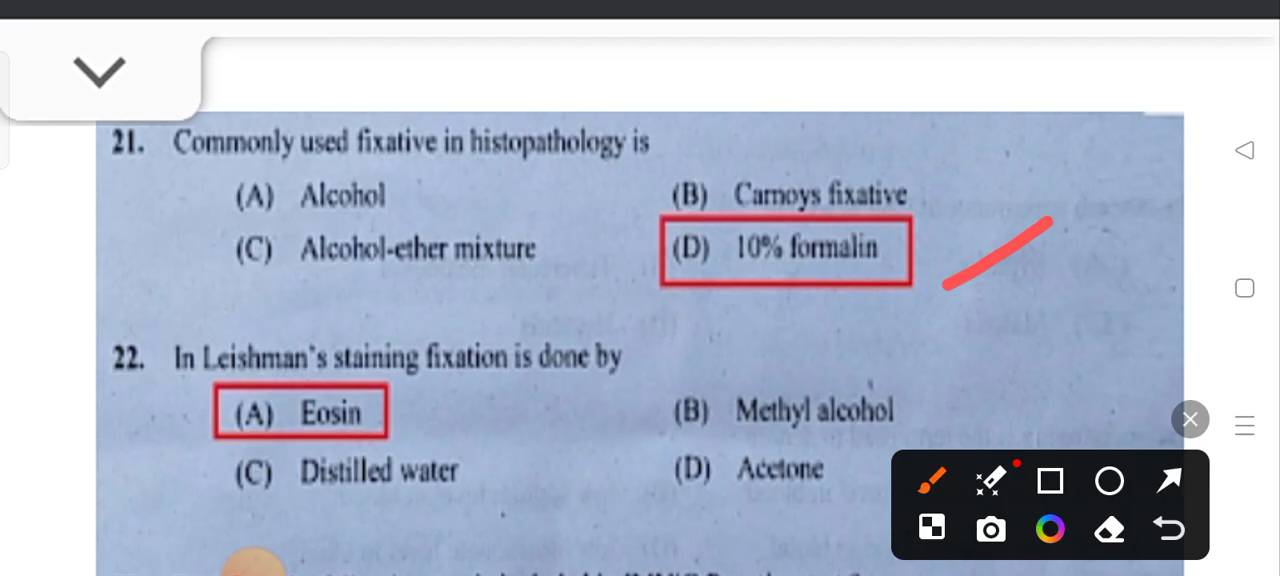 21. Commonly used fixative in histopathology is
(A) Alcohol (B) Carnoys fixative
(C) Alcohol-ether mixture (D) 10% formalin
22. In Leishman's staining fixation is done by
(A) Eosin (B) Methyl alcohol
(C) Distilled water (D) Acetone